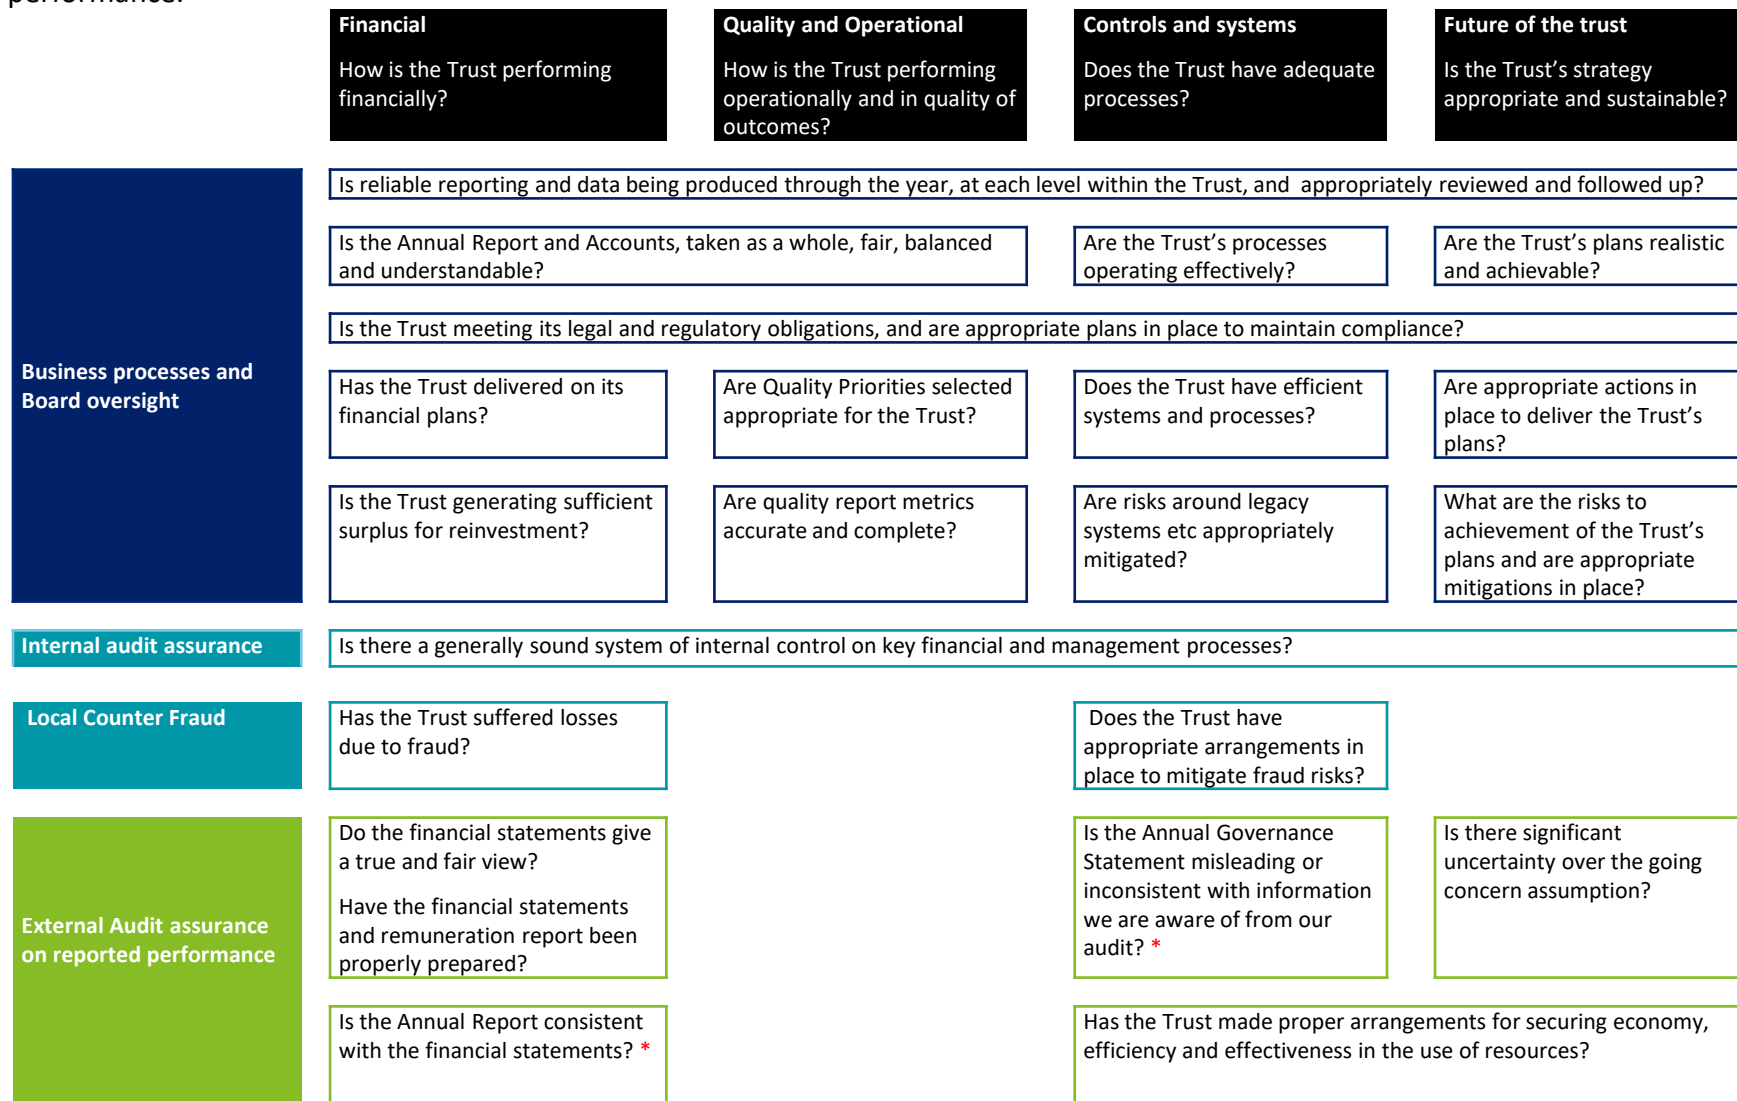 performance.
Financial
How is the Trust performing
financially?
Quality and Operational
How is the Trust performing
operationally and in quality of
outcomes?
Controls and systems
Does the Trust have adequate
processes?
Future of the trust
Is the Trust's strategy
appropriate and sustainable?
Business processes and
Board oversight
Is reliable reporting and data being produced through the year, at each level within the Trust, and  appropriately reviewed and followed up?
Is the Annual Report and Accounts, taken as a whole, fair, balanced
and understandable?
Are the Trust's processes
operating effectively?
Are the Trust's plans realistic
and achievable?
Is the Trust meeting its legal and regulatory obligations, and are appropriate plans in place to maintain compliance?
Has the Trust delivered on its
financial plans?
Are Quality Priorities selected
appropriate for the Trust?
Does the Trust have efficient
systems and processes?
Are appropriate actions in
place to deliver the Trust's
plans?
Is the Trust generating sufficient
surplus for reinvestment?
Are quality report metrics
accurate and complete?
Are risks around legacy
systems etc appropriately
mitigated?
What are the risks to
achievement of the Trust's
plans and are appropriate
mitigations in place?
Internal audit assurance
Is there a generally sound system of internal control on key financial and management processes?
Local Counter Fraud
Has the Trust suffered losses
due to fraud?
Does the Trust have
appropriate arrangements in
place to mitigate fraud risks?
External Audit assurance
on reported performance
Do the financial statements give
a true and fair view?
Have the financial statements
and remuneration report been
properly prepared?
Is the Annual Governance
Statement misleading or
inconsistent with information
we are aware of from our
audit? *
Is there significant
uncertainty over the going
concern assumption?
Is the Annual Report consistent
with the financial statements? *
Has the Trust made proper arrangements for securing economy,
efficiency and effectiveness in the use of resources?